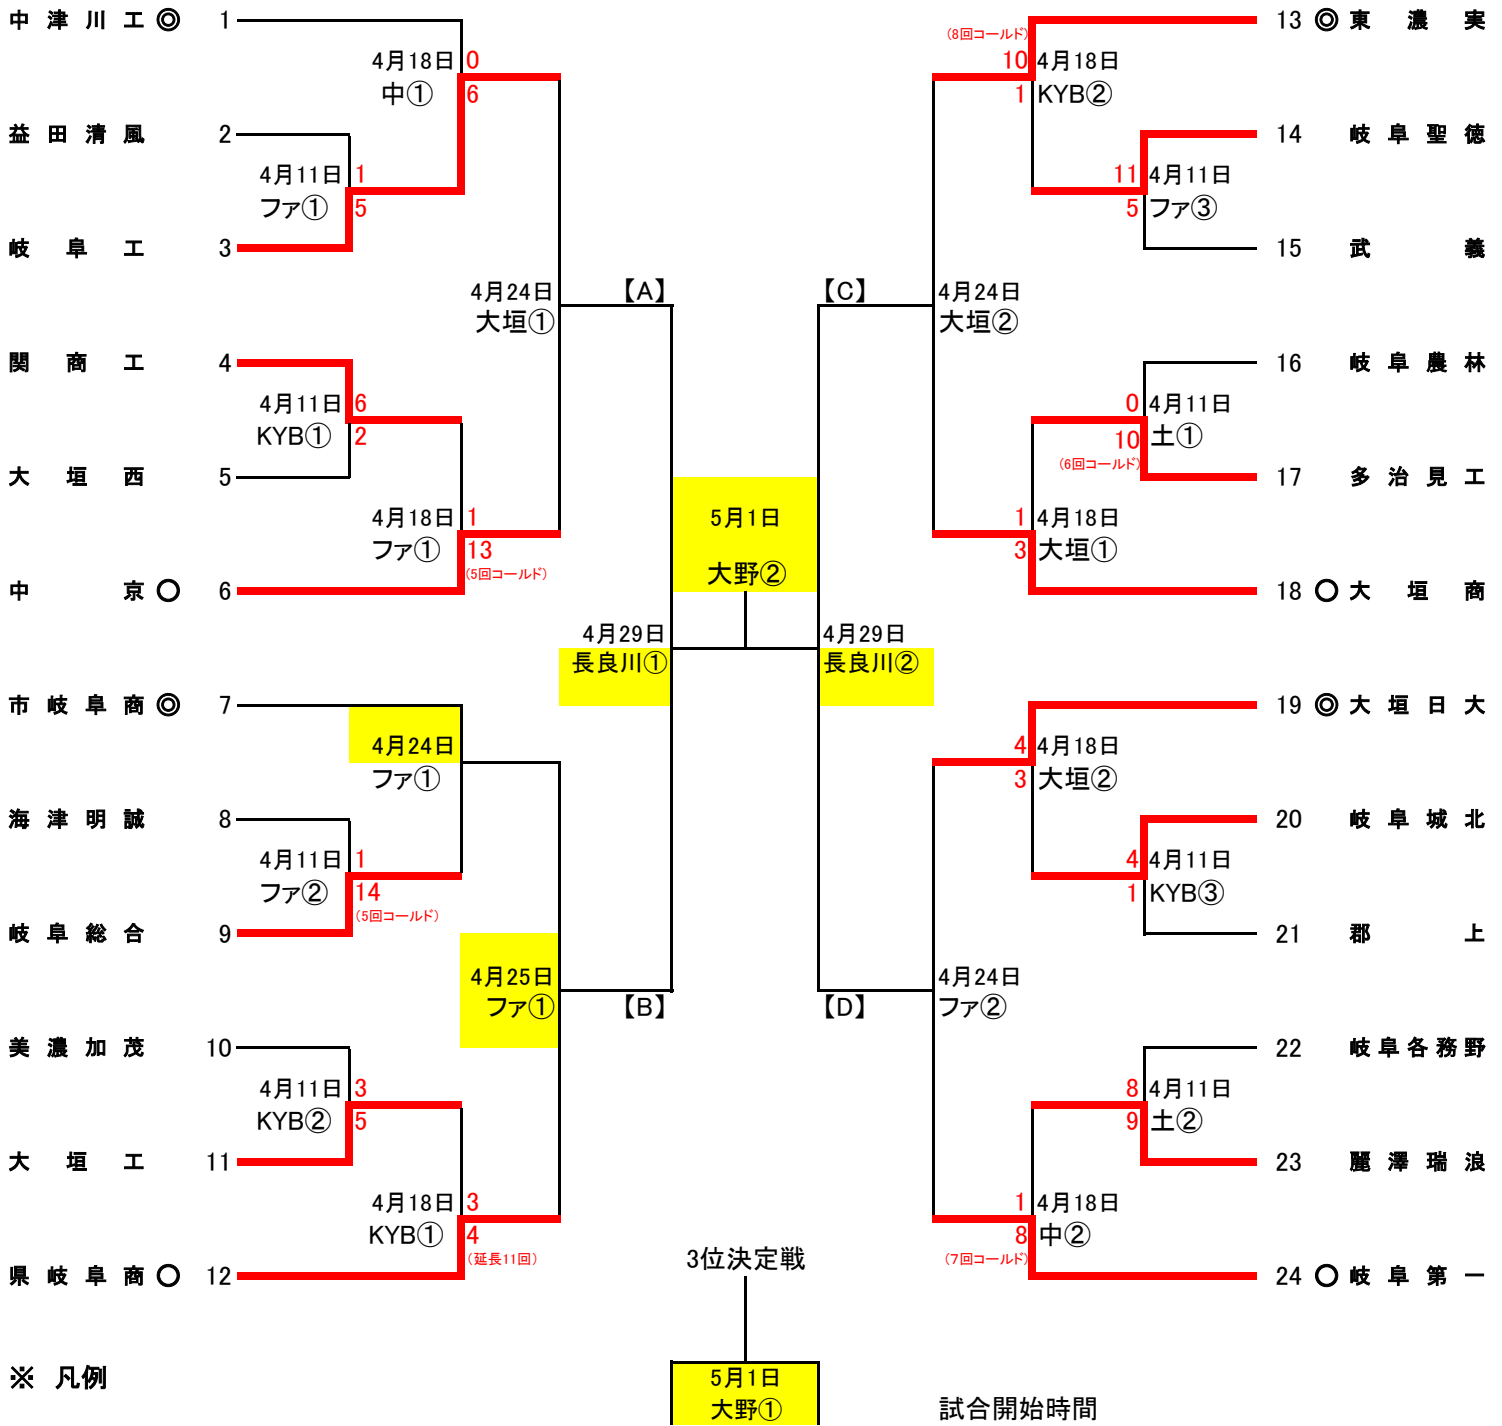 中津川工 ◎ 1
4月18日 0
中① 6
益田清風 2
4月11日 1
ファ① 5
岐阜工 3
4月24日 【A】
大垣①
関商工 4
4月11日 6
KYB① 2
大垣西 5
4月18日 1
ファ① 13
(5回コールド)
中京 ○ 6
4月29日
長良川①
市岐阜商 ◎ 7
4月24日
ファ①
海津明誠 8
4月11日 1
ファ② 14
(5回コールド)
岐阜総合 9
4月25日
ファ① 【B】
美濃加茂 10
4月11日 3
KYB② 5
大垣工 11
4月18日 3
KYB① 4
(延長11回)
県岐阜商 ○ 12
5月1日
大野②
13 ◎ 東濃実
(8回コールド)
10 4月18日
1 KYB②
14 岐阜聖徳
11 4月11日
5 ファ③
15 武義
【C】 4月24日
大垣②
16 岐阜農林
0 4月11日
10 土①
(6回コールド)
17 多治見工
1 4月18日
3 大垣①
18 ○ 大垣商
4月29日
長良川②
19 ◎ 大垣日大
4 4月18日
3 大垣②
20 岐阜城北
4 4月11日
1 KYB③
21 郡上
4月24日
【D】 ファ②
22 岐阜各務野
8 4月11日
9 土②
23 麗澤瑞浪
1 4月18日
8 中②
(7回コールド)
24 ○ 岐阜第一
3位決定戦
5月1日
大野①
※ 凡例
試合開始時間